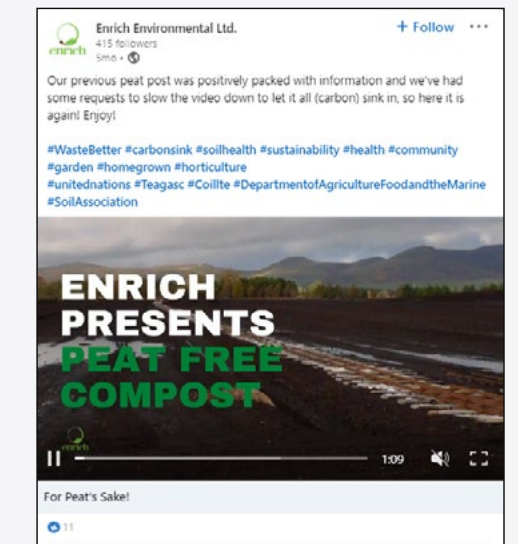 Enrich Environmental Ltd.
+ Follow ...
415 followers
enrich
5mo •
Our previous peat post was positively packed with information and we've had
some requests to slow the video down to let it all (carbon) sink in, so here it is
again! Enjoy!
#WasteBetter #carbonsink #soilhealth #sustainability #health #community
#garden #homegrown #horticulture
#unitednations #Teagasc #Coillte #DepartmentofAgricultureFoodandtheMarine
#SoilAssociation
ENRICH
PRESENTS
PEAT FREE
COMPOST
enrich
1:09
For Peat's Sake!
11